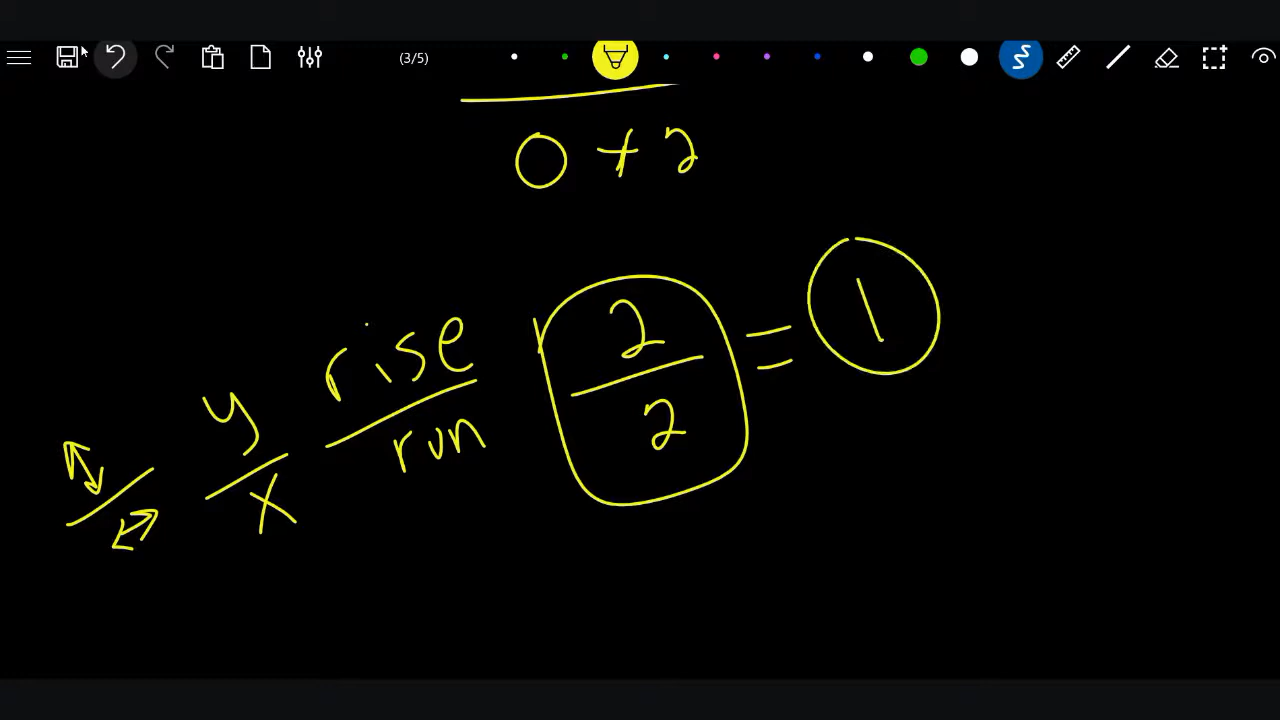 (3/5)
0 + 2
rise
run
y
x
2
2
= 1